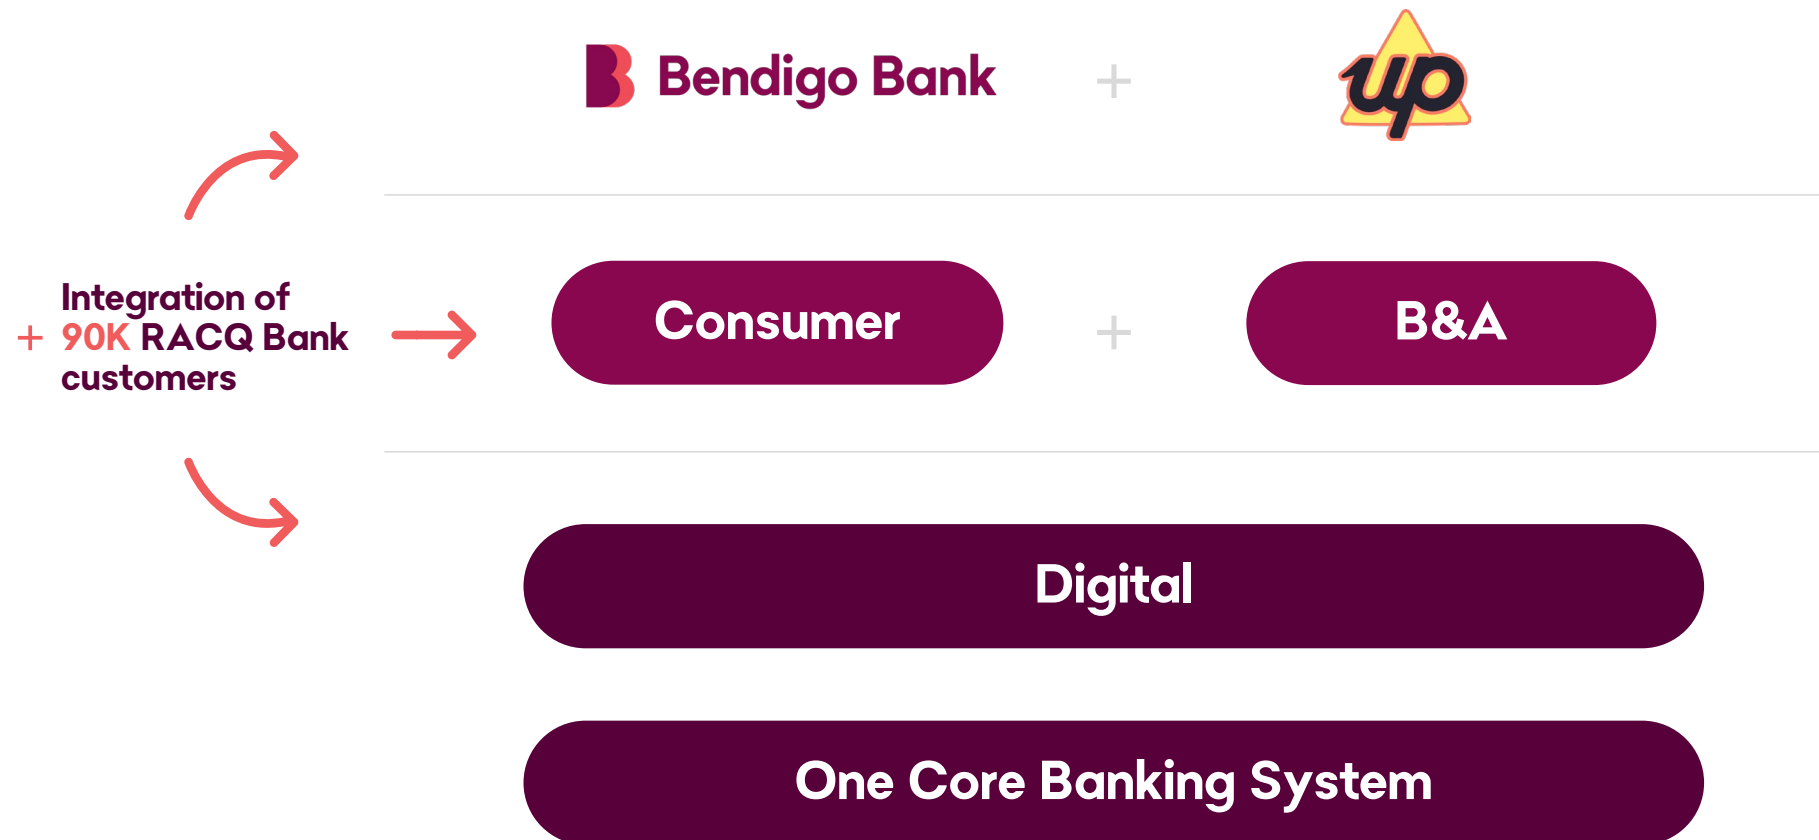 Bendigo Bank + up
Integration of
+ 90K RACQ Bank
customers
Consumer + B&A
Digital
One Core Banking System